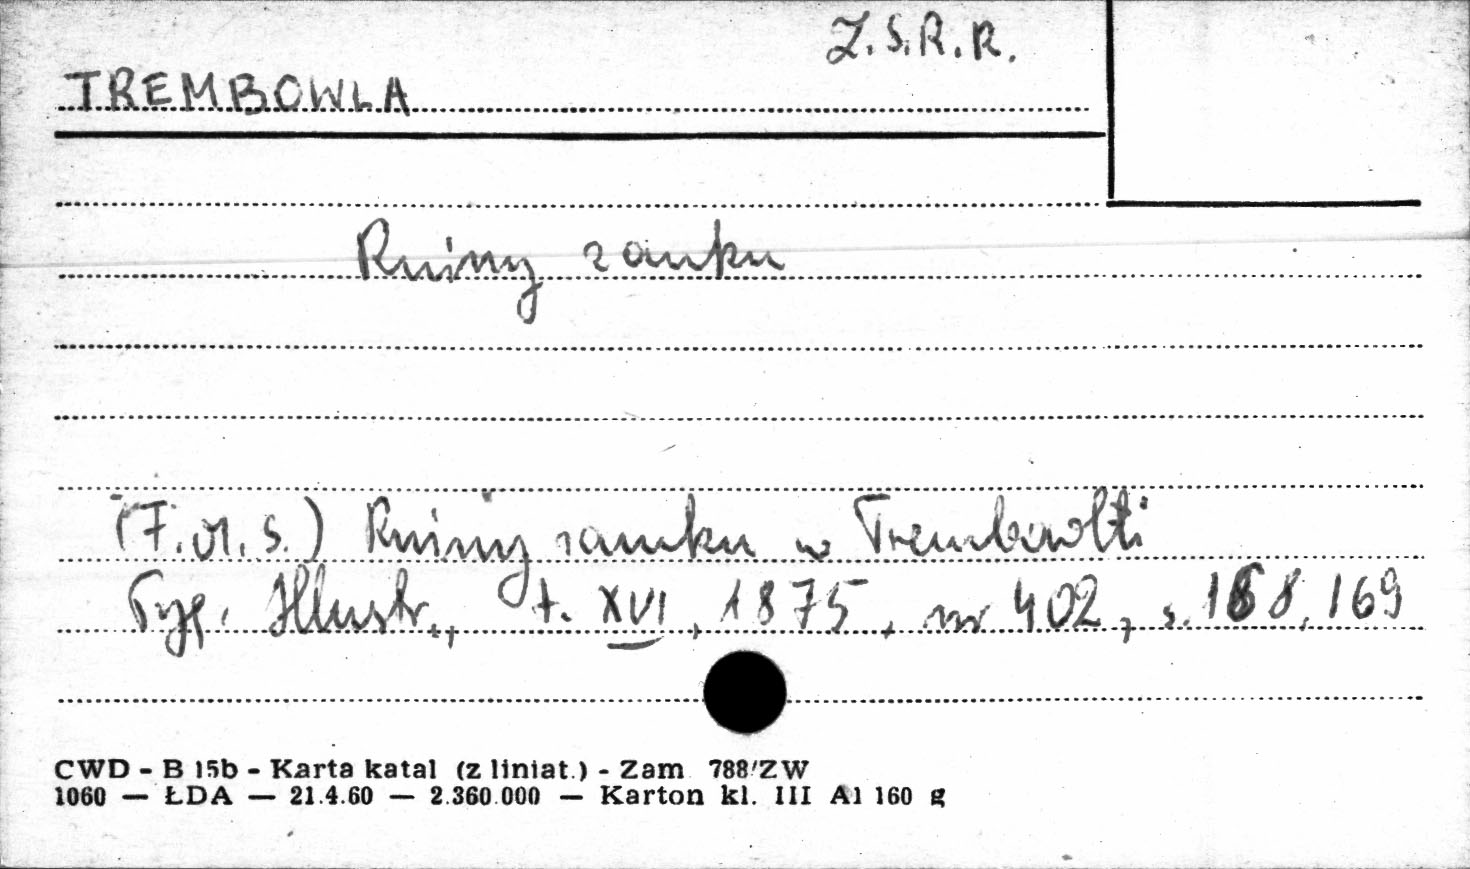 Z.S.R.R.
TREMBOWLA
Ruiny zamku
(F.M.S.) Ruiny zamku w Trembowli
Tyg. Illustr., t. XVI, 1875, nr 402, s. 168, 169
CWD - B 15b - Karta katal (z liniat.) - Zam 788/ZW
1060 — ŁDA — 21.4.60 — 2.360.000 — Karton kl. III A1 160 g